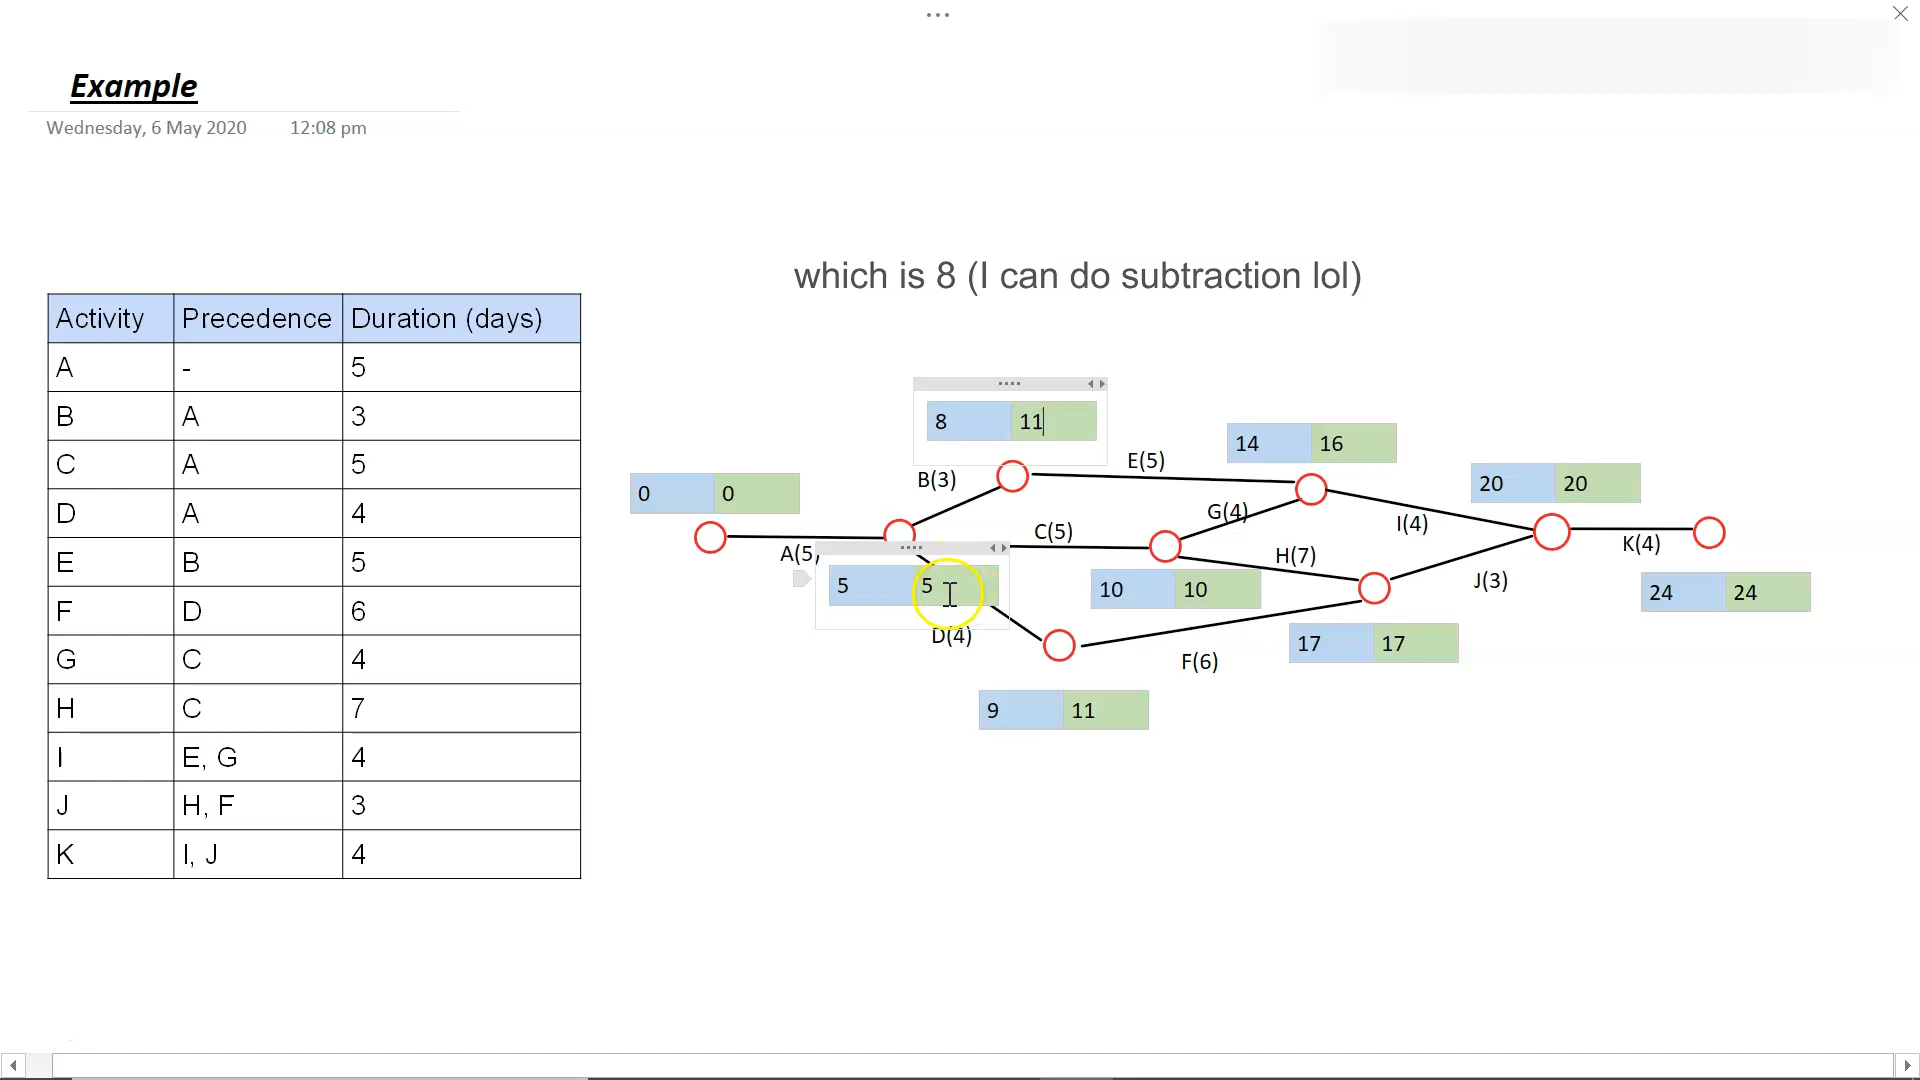 Example
Wednesday, 6 May 2020 12:08 pm
which is 8 (I can do subtraction lol)
Activity Precedence Duration (days)
A - 5
B A 3
C A 5
D A 4
E B 5
F D 6
G C 4
H C 7
I E, G 4
J H, F 3
K I, J 4
8 11
14 16
E(5)
B(3)
20 20
0 0
G(4)
I(4)
C(5)
K(4)
A(5
H(7)
J(3)
5 5
10 10
24 24
D(4)
17 17
F(6)
9 11